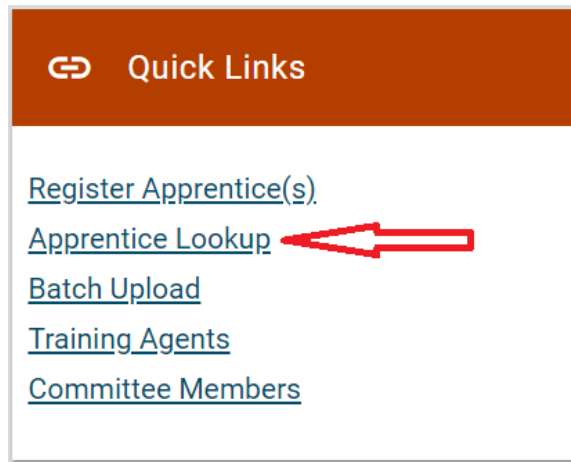 Quick Links
Register Apprentice(s)
Apprentice Lookup
Batch Upload
Training Agents
Committee Members